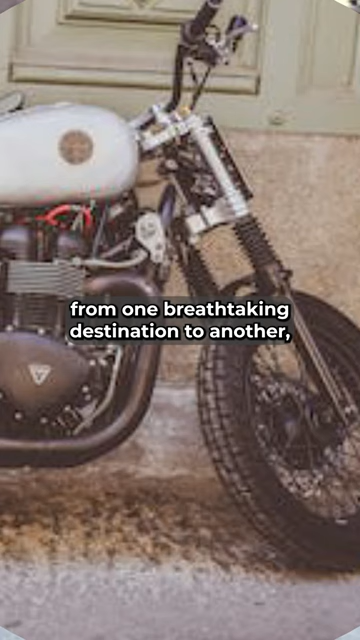 from one breathtaking
destination to another,